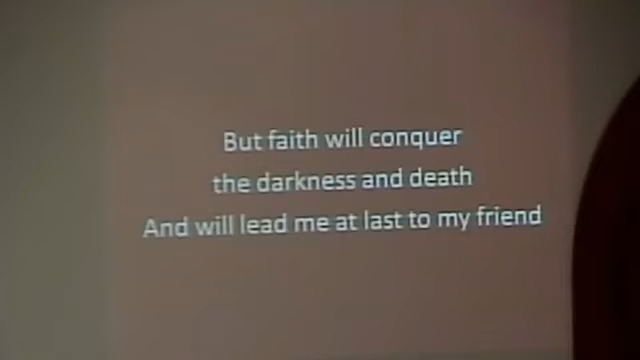 But faith will conquer
the darkness and death
And will lead me at last to my friend